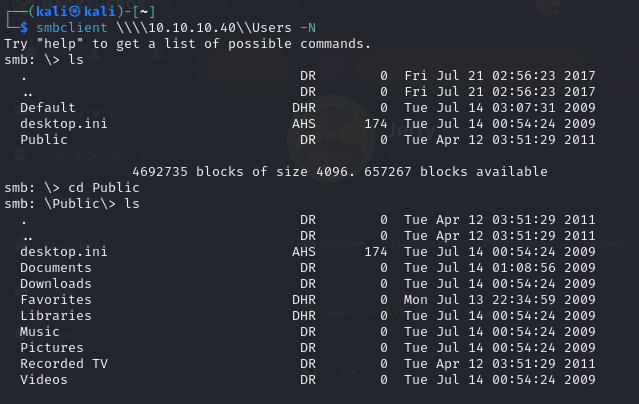 ┌──(kali㉿kali)-[~]
└─$ smbclient \\\\10.10.10.40\\Users -N
Try "help" to get a list of possible commands.
smb: \> ls
  .                                  DR        0  Fri Jul 21 02:56:23 2017
  ..                                 DR        0  Fri Jul 21 02:56:23 2017
  Default                           DHR        0  Tue Jul 14 03:07:31 2009
  desktop.ini                       AHS      174  Tue Jul 14 00:54:24 2009
  Public                             DR        0  Tue Apr 12 03:51:29 2011
                4692735 blocks of size 4096. 657267 blocks available
smb: \> cd Public
smb: \Public\> ls
  .                                  DR        0  Tue Apr 12 03:51:29 2011
  ..                                 DR        0  Tue Apr 12 03:51:29 2011
  desktop.ini                       AHS      174  Tue Jul 14 00:54:24 2009
  Documents                          DR        0  Tue Jul 14 01:08:56 2009
  Downloads                          DR        0  Tue Jul 14 00:54:24 2009
  Favorites                         DHR        0  Mon Jul 13 22:34:59 2009
  Libraries                         DHR        0  Tue Jul 14 00:54:24 2009
  Music                              DR        0  Tue Jul 14 00:54:24 2009
  Pictures                           DR        0  Tue Jul 14 00:54:24 2009
  Recorded TV                        DR        0  Tue Apr 12 03:51:29 2011
  Videos                             DR        0  Tue Jul 14 00:54:24 2009